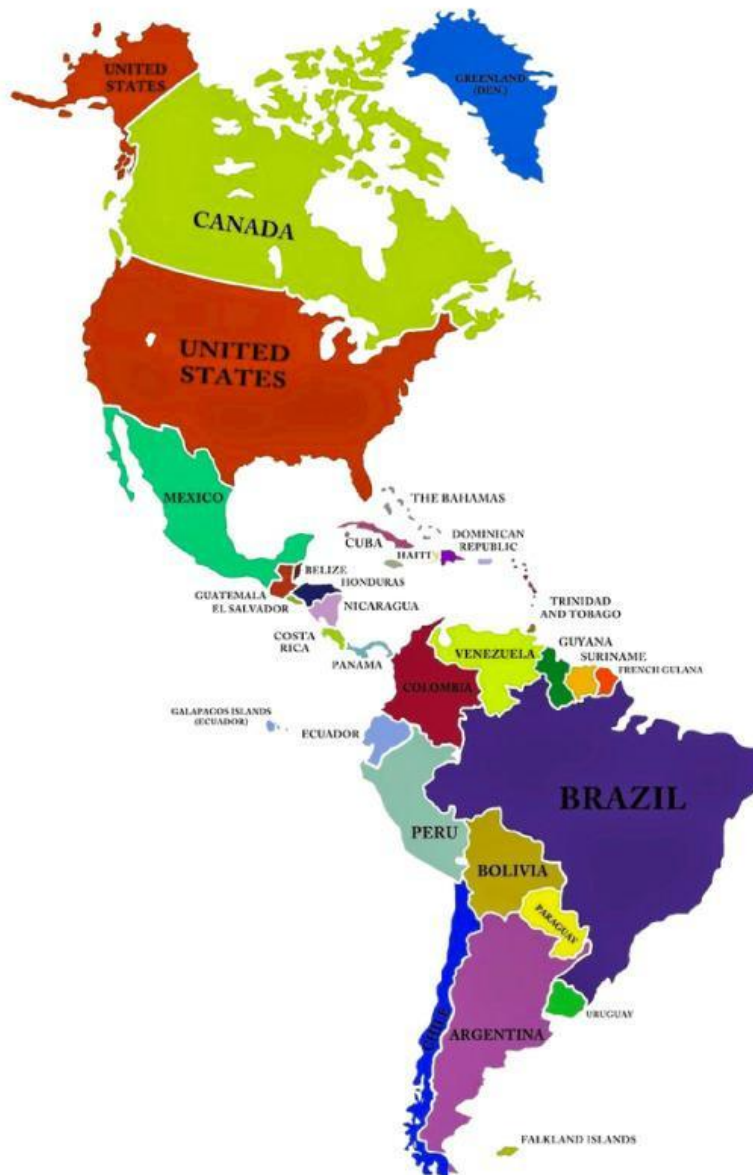 UNITED
STATES
GREENLAND
(DEN.)
CANADA
UNITED
STATES
MEXICO
THE BAHAMAS
CUBA
HAITI
DOMINICAN
REPUBLIC
BELIZE
HONDURAS
GUATEMALA
EL SALVADOR
NICARAGUA
TRINIDAD
AND TOBAGO
COSTA
RICA
PANAMA
VENEZUELA
GUYANA
SURINAME
FRENCH GUIANA
COLOMBIA
GALAPAGOS ISLANDS
(ECUADOR)
ECUADOR
BRAZIL
PERU
BOLIVIA
PARAGUAY
CHILE
ARGENTINA
URUGUAY
FALKLAND ISLANDS